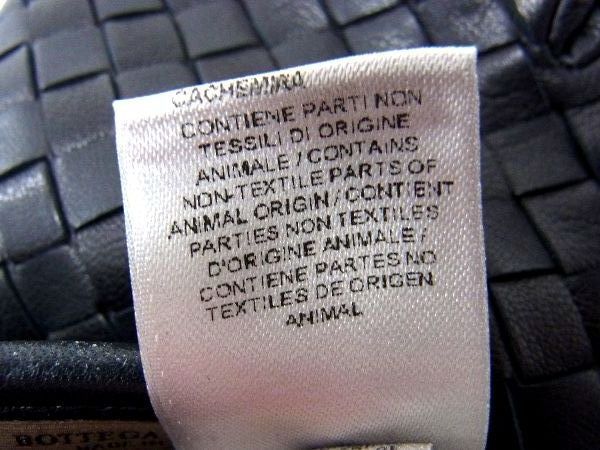 CACHEMIRA
CONTIENE PARTI NON
TESSILI DI ORIGINE
ANIMALE / CONTAINS
NON-TEXTILE PARTS OF
ANIMAL ORIGIN / CONTIENT
PARTIES NON TEXTILES
D'ORIGINE ANIMALE /
CONTIENE PARTES NO
TEXTILES DE ORIGEN
ANIMAL
BOTTEGA